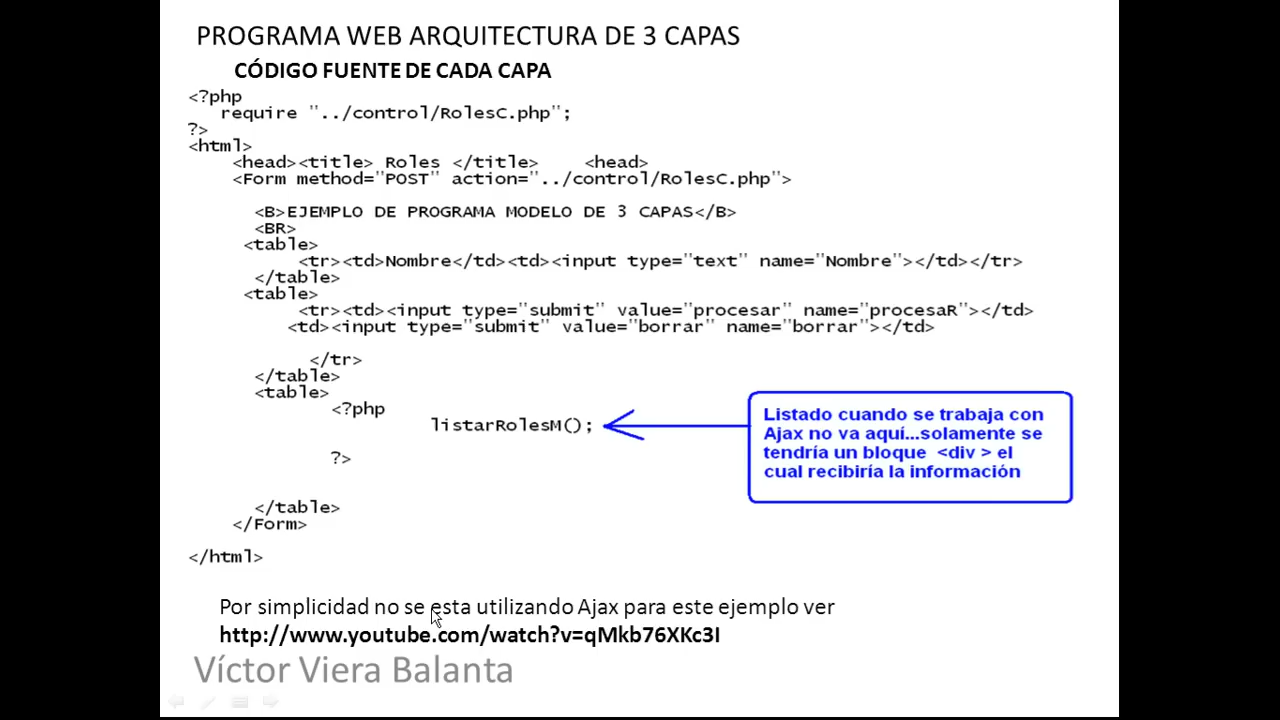 PROGRAMA WEB ARQUITECTURA DE 3 CAPAS
CÓDIGO FUENTE DE CADA CAPA
<?php
require "../control/RolesC.php";
?>
<html>
<head><title> Roles </title> <head>
<Form method="POST" action="../control/RolesC.php">
<B>EJEMPLO DE PROGRAMA MODELO DE 3 CAPAS</B>
<BR>
<table>
<tr><td>Nombre</td><td><input type="text" name="Nombre"></td></tr>
</table>
<table>
<tr><td><input type="submit" value="procesar" name="procesaR"></td>
<td><input type="submit" value="borrar" name="borrar"></td>
</tr>
</table>
<table>
<?php
listarRolesM();
?>
</table>
</Form>
</html>
Listado cuando se trabaja con
Ajax no va aquí...solamente se
tendría un bloque <div > el
cual recibiría la información
Por simplicidad no se esta utilizando Ajax para este ejemplo ver
http://www.youtube.com/watch?v=qMkb76XKc3I
Víctor Viera Balanta